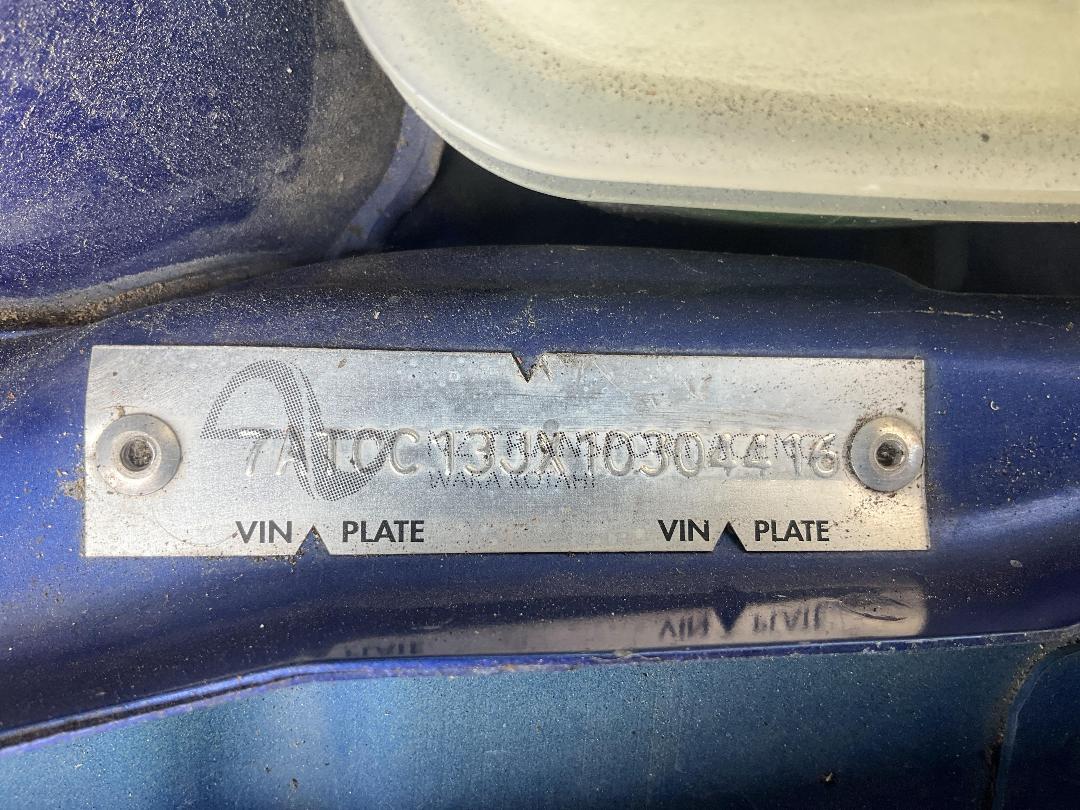 7AT0C13JX10304416
WAKA KOTAHI
VIN PLATE VIN PLATE